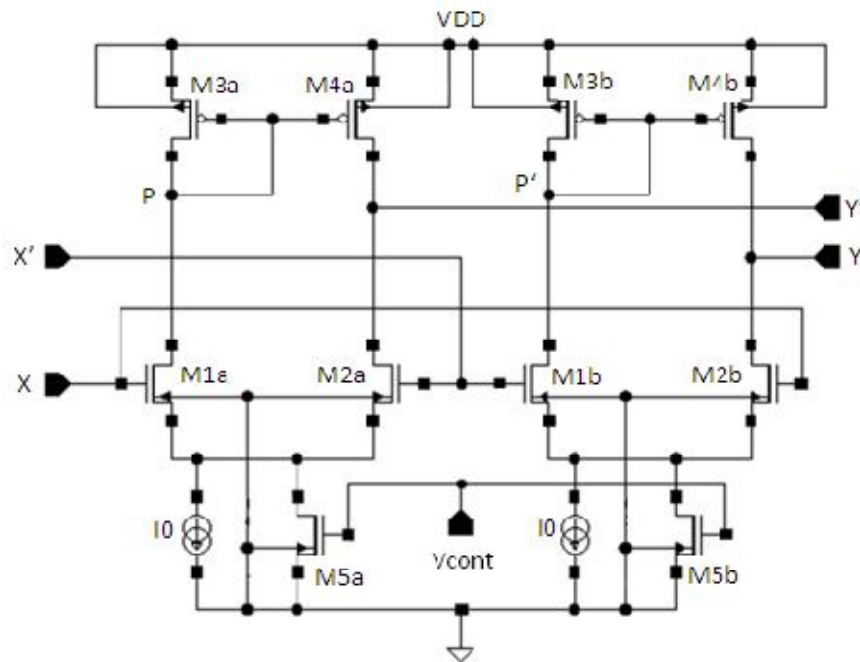 VDD
M3a
M4a
M3b
M4b
P
P'
Y'
X'
Y
X
M1a
M2a
M1b
M2b
I0
M5a
Vcont
I0
M5b